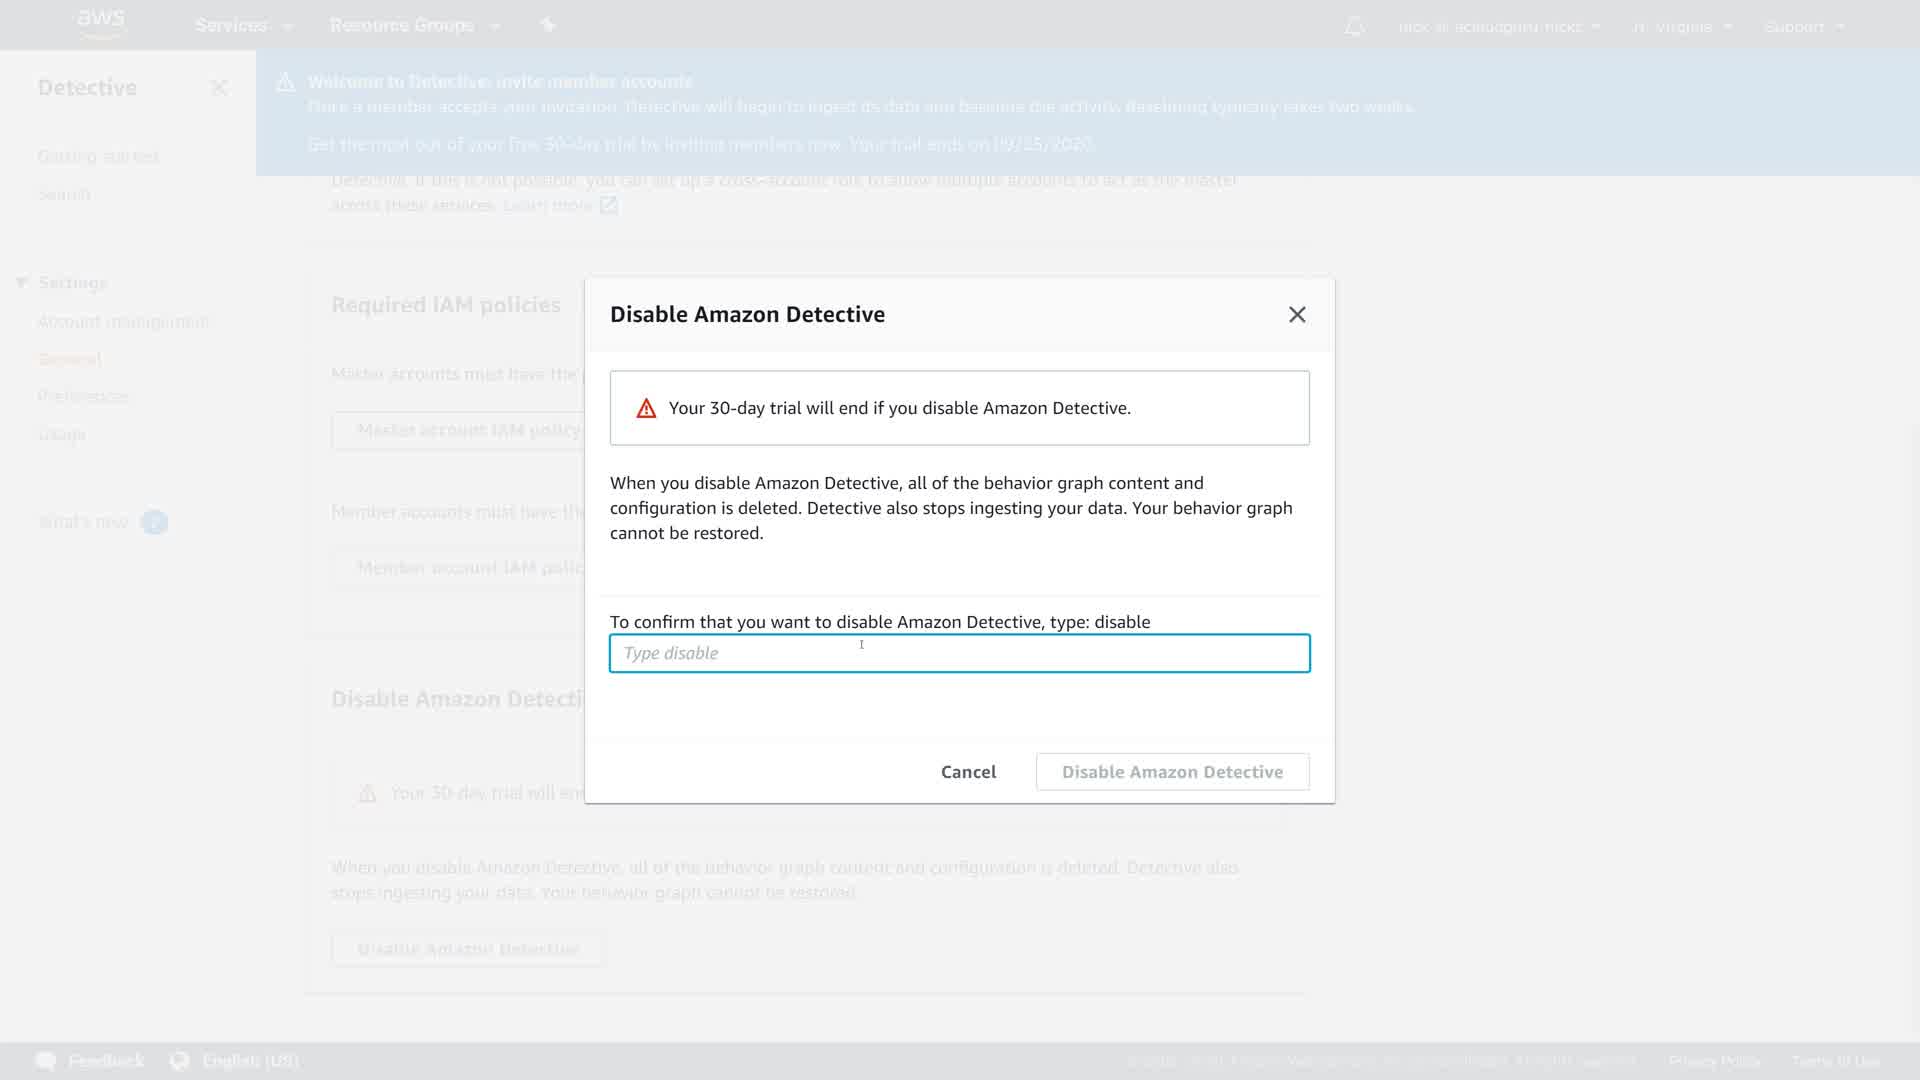 aws
Services
Resource Groups
nick @ acloudguru-nicks
N. Virginia
Support
Detective
Welcome to Detective: invite member accounts
Once a member accepts your invitation, Detective will begin to ingest its data and baseline the activity. Baselining typically takes two weeks.
Get the most out of your free 30-day trial by inviting members now. Your trial ends on 09/25/2020.
Getting started
Search
Detective. If this is not possible, you can set up a cross-account role to allow multiple accounts to act as the master
across these services. Learn more
Settings
Account management
General
Preferences
Usage
What's new
Required IAM policies
Master accounts must have the
Master account IAM policy
Member accounts must have the
Member account IAM polic
Disable Amazon Detective
Your 30-day trial will end if you disable Amazon Detective.
When you disable Amazon Detective, all of the behavior graph content and
configuration is deleted. Detective also stops ingesting your data. Your behavior graph
cannot be restored.
To confirm that you want to disable Amazon Detective, type: disable
Type disable
Cancel
Disable Amazon Detective
Disable Amazon Detecti
Your 30-day trial will en
When you disable Amazon Detective, all of the behavior graph content and configuration is deleted. Detective also
stops ingesting your data. Your behavior graph cannot be restored.
Disable Amazon Detective
Feedback
English (US)
Privacy Policy
Terms of Use